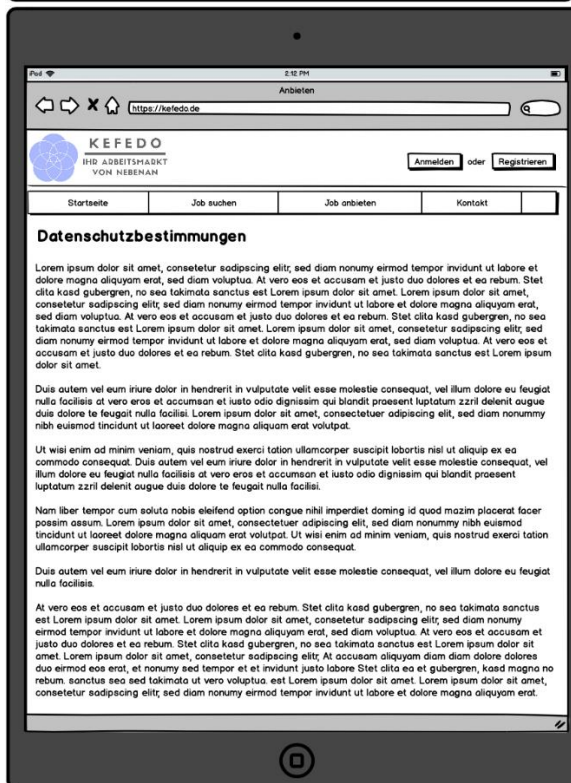 iPad
2:12 PM
Anbieten
https://kefedo.de
KEFEDO
IHR ARBEITSMARKT
VON NEBENAN
Anmelden oder Registrieren
Startseite Job suchen Job anbieten Kontakt
Datenschutzbestimmungen
Lorem ipsum dolor sit amet, consetetur sadipscing elitr, sed diam nonumy eirmod tempor invidunt ut labore et
dolore magna aliquyam erat, sed diam voluptua. At vero eos et accusam et justo duo dolores et ea rebum. Stet
clita kasd gubergren, no sea takimata sanctus est Lorem ipsum dolor sit amet. Lorem ipsum dolor sit amet,
consetetur sadipscing elitr, sed diam nonumy eirmod tempor invidunt ut labore et dolore magna aliquyam erat,
sed diam voluptua. At vero eos et accusam et justo duo dolores et ea rebum. Stet clita kasd gubergren, no sea
takimata sanctus est Lorem ipsum dolor sit amet. Lorem ipsum dolor sit amet, consetetur sadipscing elitr, sed
diam nonumy eirmod tempor invidunt ut labore et dolore magna aliquyam erat, sed diam voluptua. At vero eos et
accusam et justo duo dolores et ea rebum. Stet clita kasd gubergren, no sea takimata sanctus est Lorem ipsum
dolor sit amet.
Duis autem vel eum iriure dolor in hendrerit in vulputate velit esse molestie consequat, vel illum dolore eu feugiat
nulla facilisis at vero eros et accumsan et iusto odio dignissim qui blandit praesent luptatum zzril delenit augue
duis dolore te feugait nulla facilisi. Lorem ipsum dolor sit amet, consectetuer adipiscing elit, sed diam nonummy
nibh euismod tincidunt ut laoreet dolore magna aliquam erat volutpat.
Ut wisi enim ad minim veniam, quis nostrud exerci tation ullamcorper suscipit lobortis nisl ut aliquip ex ea
commodo consequat. Duis autem vel eum iriure dolor in hendrerit in vulputate velit esse molestie consequat, vel
illum dolore eu feugiat nulla facilisis at vero eros et accumsan et iusto odio dignissim qui blandit praesent
luptatum zzril delenit augue duis dolore te feugait nulla facilisi.
Nam liber tempor cum soluta nobis eleifend option congue nihil imperdiet doming id quod mazim placerat facer
possim assum. Lorem ipsum dolor sit amet, consectetuer adipiscing elit, sed diam nonummy nibh euismod
tincidunt ut laoreet dolore magna aliquam erat volutpat. Ut wisi enim ad minim veniam, quis nostrud exerci tation
ullamcorper suscipit lobortis nisl ut aliquip ex ea commodo consequat.
Duis autem vel eum iriure dolor in hendrerit in vulputate velit esse molestie consequat, vel illum dolore eu feugiat
nulla facilisis.
At vero eos et accusam et justo duo dolores et ea rebum. Stet clita kasd gubergren, no sea takimata sanctus
est Lorem ipsum dolor sit amet. Lorem ipsum dolor sit amet, consetetur sadipscing elitr, sed diam nonumy
eirmod tempor invidunt ut labore et dolore magna aliquyam erat, sed diam voluptua. At vero eos et accusam et
justo duo dolores et ea rebum. Stet clita kasd gubergren, no sea takimata sanctus est Lorem ipsum dolor sit
amet. Lorem ipsum dolor sit amet, consetetur sadipscing elitr, At accusam aliquyam diam diam dolore dolores
duo eirmod eos erat, et nonumy sed tempor et et invidunt justo labore Stet clita ea et gubergren, kasd magna no
rebum. sanctus sea sed takimata ut vero voluptua. est Lorem ipsum dolor sit amet. Lorem ipsum dolor sit amet,
consetetur sadipscing elitr, sed diam nonumy eirmod tempor invidunt ut labore et dolore magna aliquyam erat.